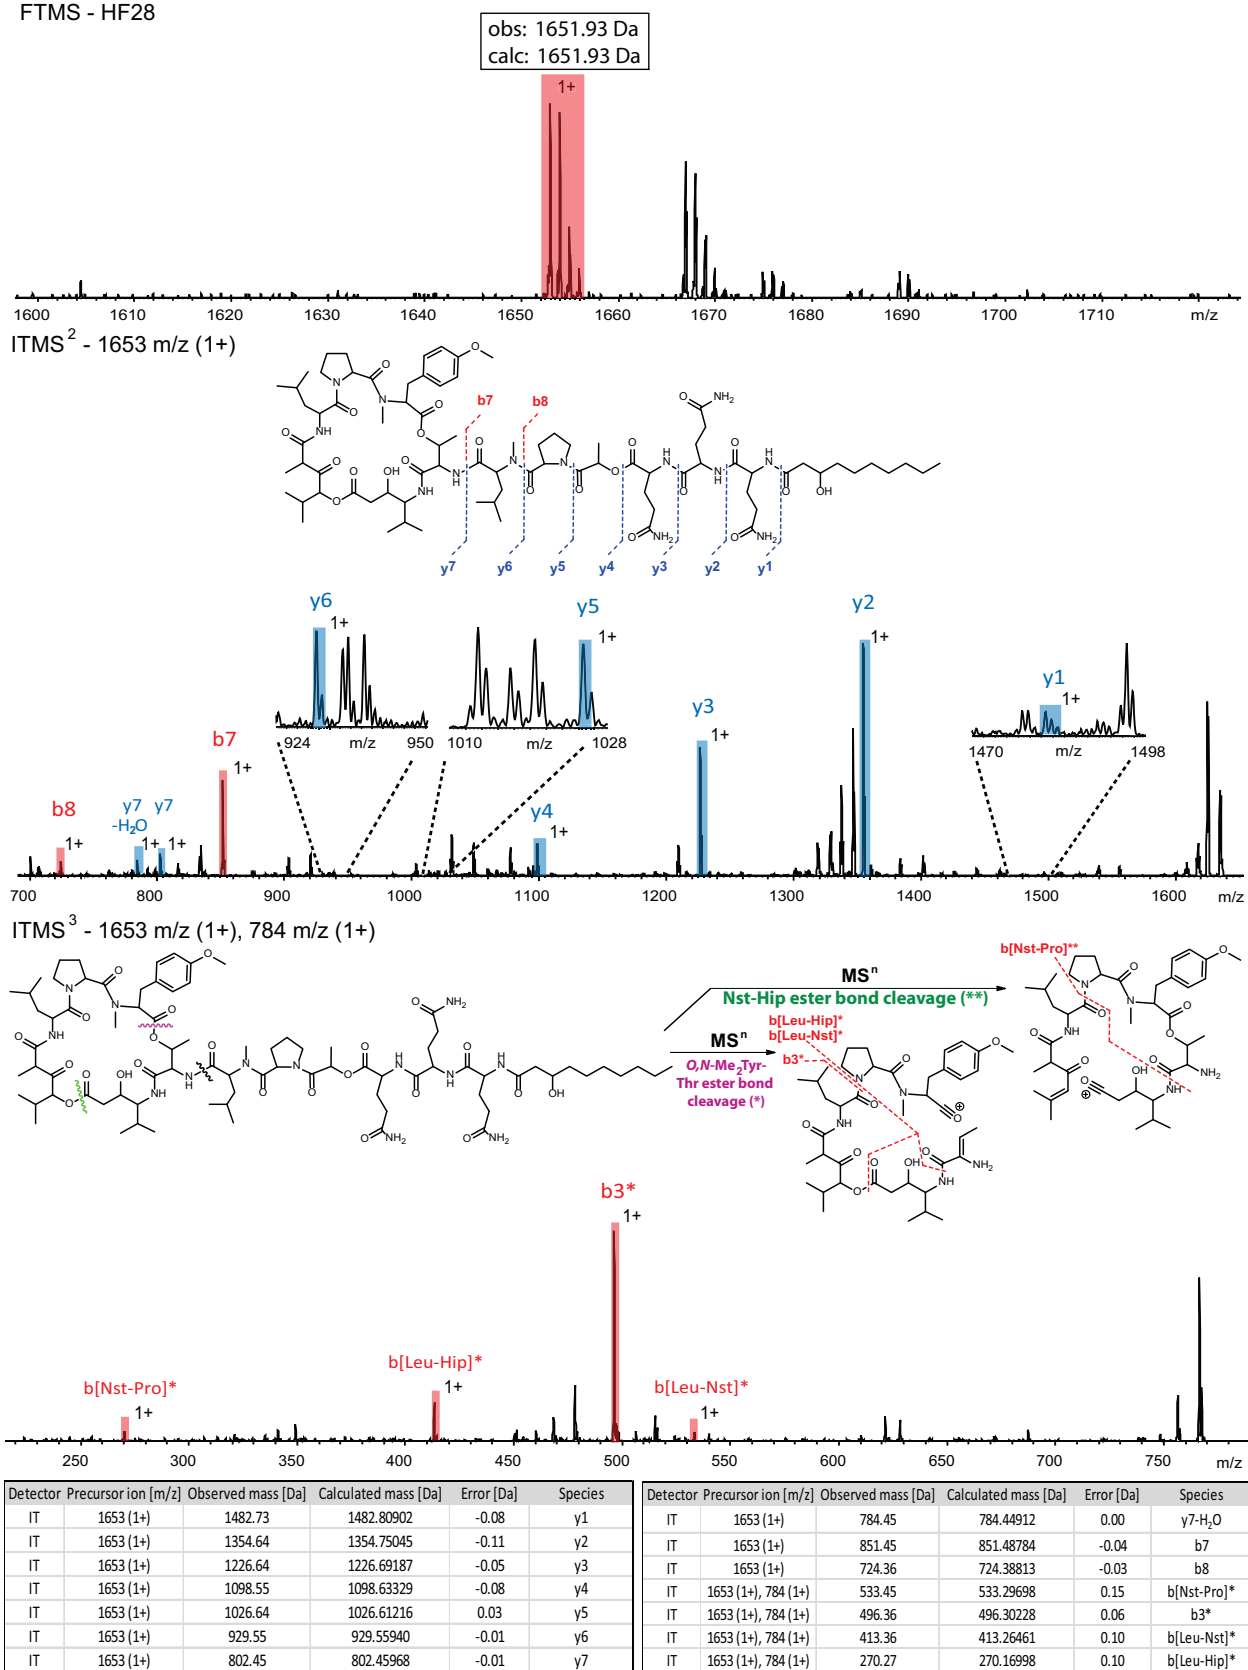 FTMS - HF28
obs: 1651.93 Da
calc: 1651.93 Da
1+
1600 1610 1620 1630 1640 1650 1660 1670 1680 1690 1700 1710 m/z
ITMS2 - 1653 m/z (1+)
b7 b8
y7 y6 y5 y4 y3 y2 y1
y6 1+
924 m/z 950
y5 1+
1010 m/z 1028
y1 1+
1470 m/z 1498
b8 1+
y7 -H2O 1+
y7 1+
b7 1+
y4 1+
y3 1+
y2 1+
700 800 900 1000 1100 1200 1300 1400 1500 1600 m/z
ITMS3 - 1653 m/z (1+), 784 m/z (1+)
MSn
Nst-Hip ester bond cleavage (**)
MSn
O,N-Me2Tyr-
Thr ester bond
cleavage (*)
b[Nst-Pro]**
b[Leu-Hip]*
b[Leu-Nst]*
b3*
b[Nst-Pro]* 1+
b[Leu-Hip]* 1+
b3* 1+
b[Leu-Nst]* 1+
250 300 350 400 450 500 550 600 650 700 750 m/z
Detector Precursor ion [m/z] Observed mass [Da] Calculated mass [Da] Error [Da] Species
IT 1653 (1+) 1482.73 1482.80902 -0.08 y1
IT 1653 (1+) 1354.64 1354.75045 -0.11 y2
IT 1653 (1+) 1226.64 1226.69187 -0.05 y3
IT 1653 (1+) 1098.55 1098.63329 -0.08 y4
IT 1653 (1+) 1026.64 1026.61216 0.03 y5
IT 1653 (1+) 929.55 929.55940 -0.01 y6
IT 1653 (1+) 802.45 802.45968 -0.01 y7
Detector Precursor ion [m/z] Observed mass [Da] Calculated mass [Da] Error [Da] Species
IT 1653 (1+) 784.45 784.44912 0.00 y7-H2O
IT 1653 (1+) 851.45 851.48784 -0.04 b7
IT 1653 (1+) 724.36 724.38813 -0.03 b8
IT 1653 (1+), 784 (1+) 533.45 533.29698 0.15 b[Nst-Pro]*
IT 1653 (1+), 784 (1+) 496.36 496.30228 0.06 b3*
IT 1653 (1+), 784 (1+) 413.36 413.26461 0.10 b[Leu-Nst]*
IT 1653 (1+), 784 (1+) 270.27 270.16998 0.10 b[Leu-Hip]*